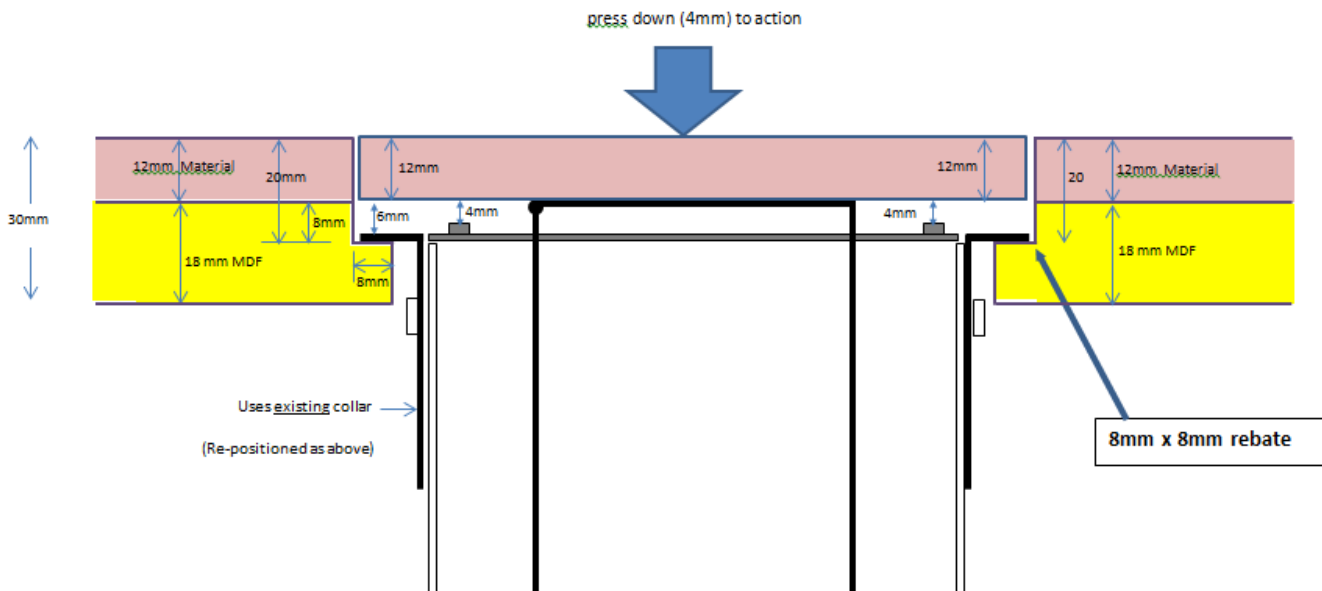 press down (4mm) to action
12mm Material
20mm
12mm
12mm
20
12mm Material
30mm
8mm
6mm
4mm
4mm
18 mm MDF
8mm
18 mm MDF
Uses existing collar
(Re-positioned as above)
8mm x 8mm rebate